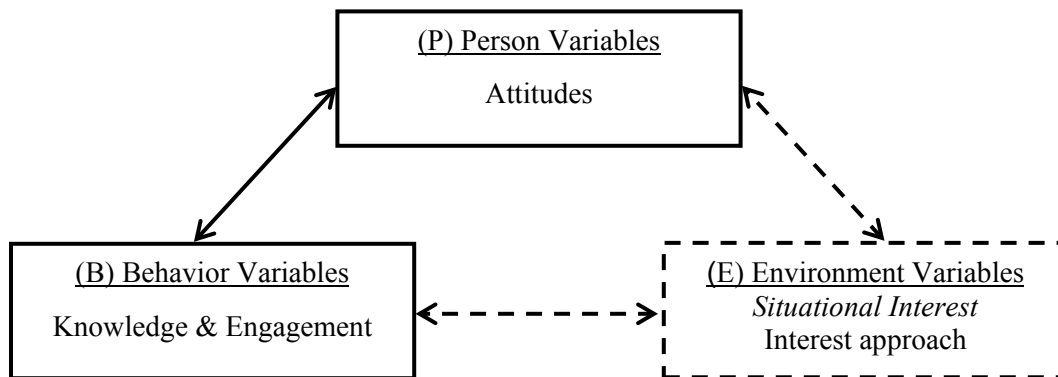 (P) Person Variables
Attitudes
(B) Behavior Variables
Knowledge & Engagement
(E) Environment Variables
Situational Interest
Interest approach